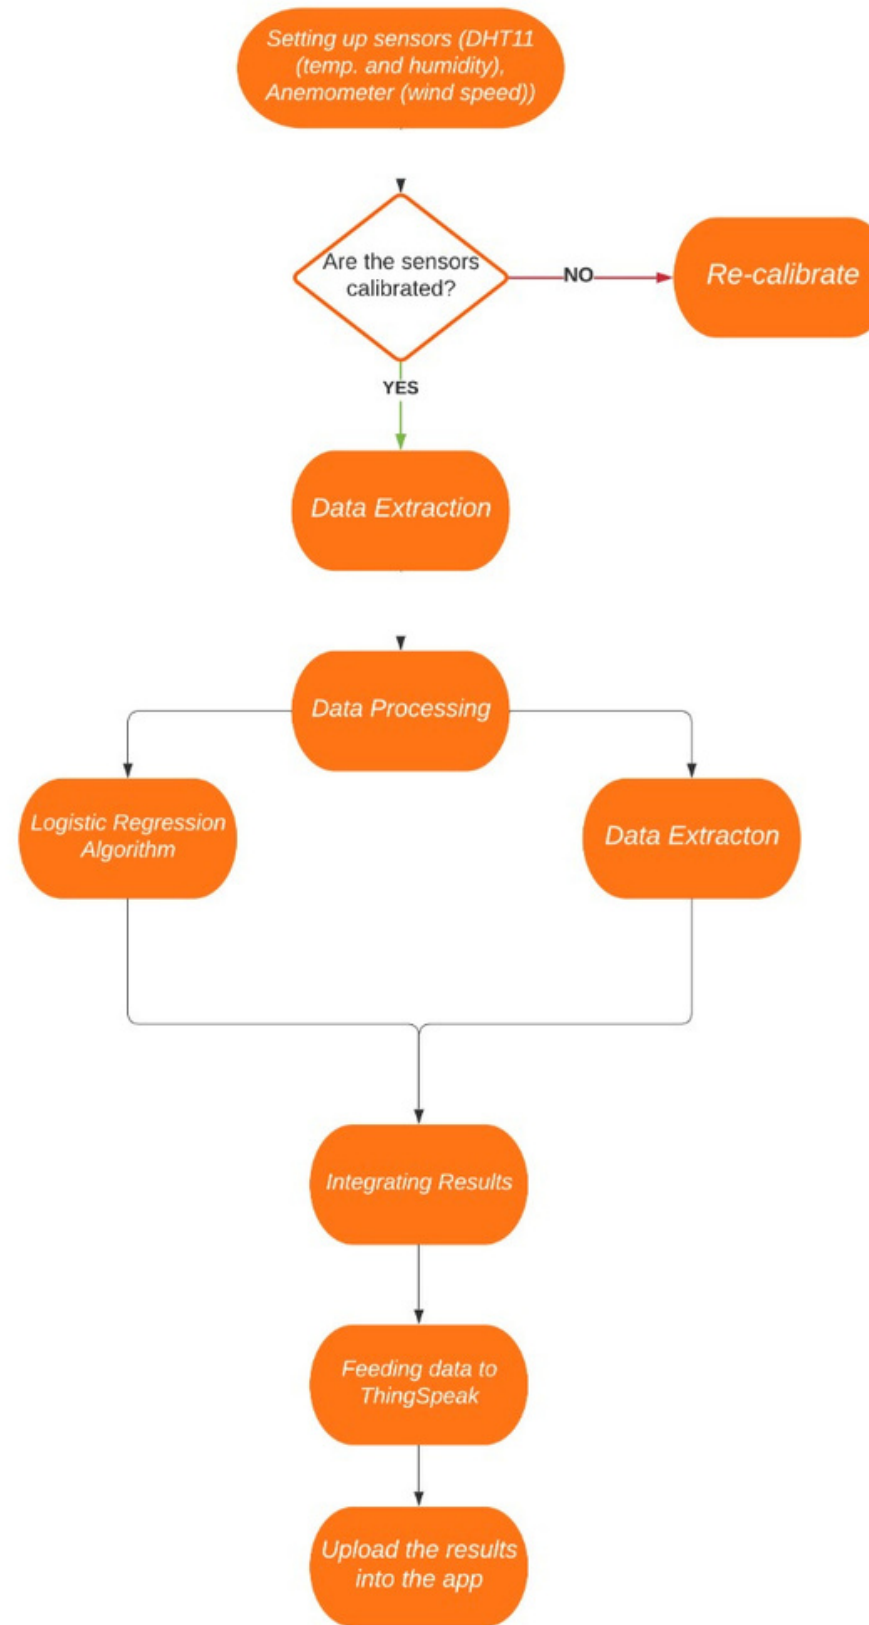 Setting up sensors (DHT11
(temp. and humidity),
Anemometer (wind speed))
Are the sensors
calibrated?
NO
Re-calibrate
YES
Data Extraction
Data Processing
Logistic Regression
Algorithm
Data Extracton
Integrating Results
Feeding data to
ThingSpeak
Upload the results
into the app